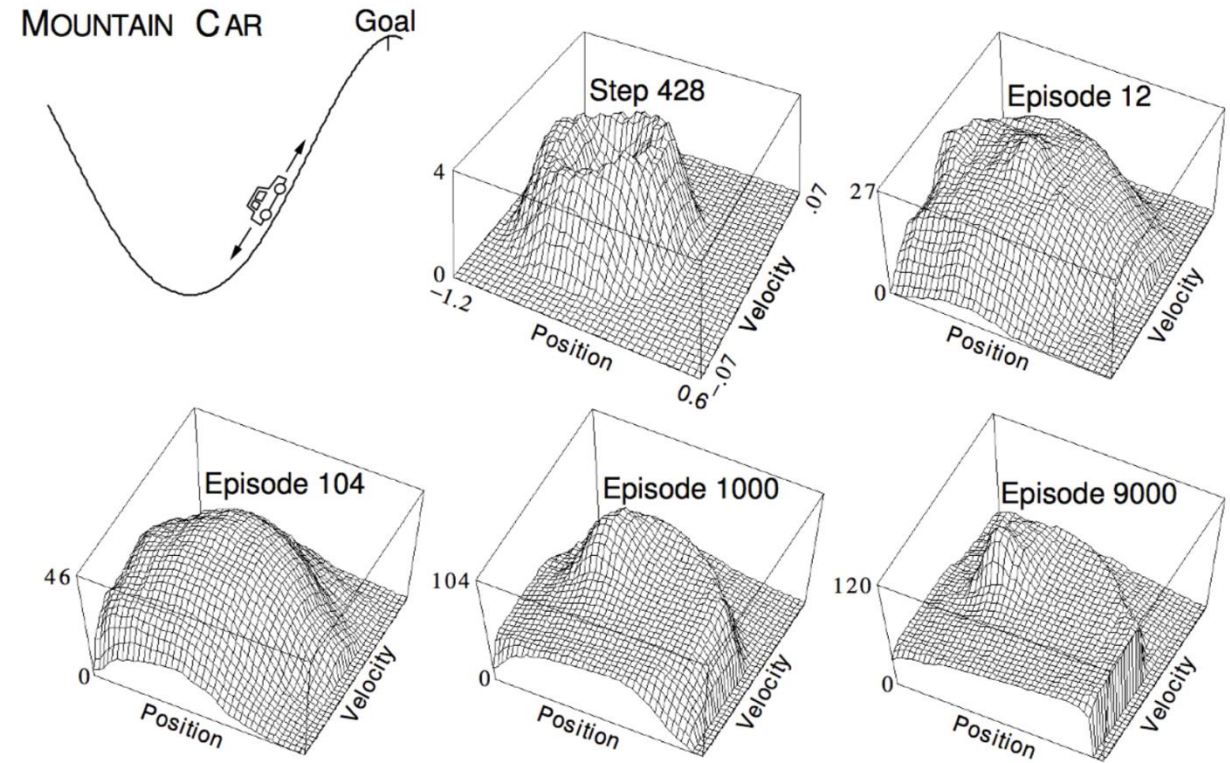 MOUNTAIN CAR
Goal
Step 428
4
0
-1.2
Position
0.6
-.07
Velocity
.07
Episode 12
27
0
Position
Velocity
Episode 104
46
0
Position
Velocity
Episode 1000
104
0
Position
Velocity
Episode 9000
120
0
Position
Velocity